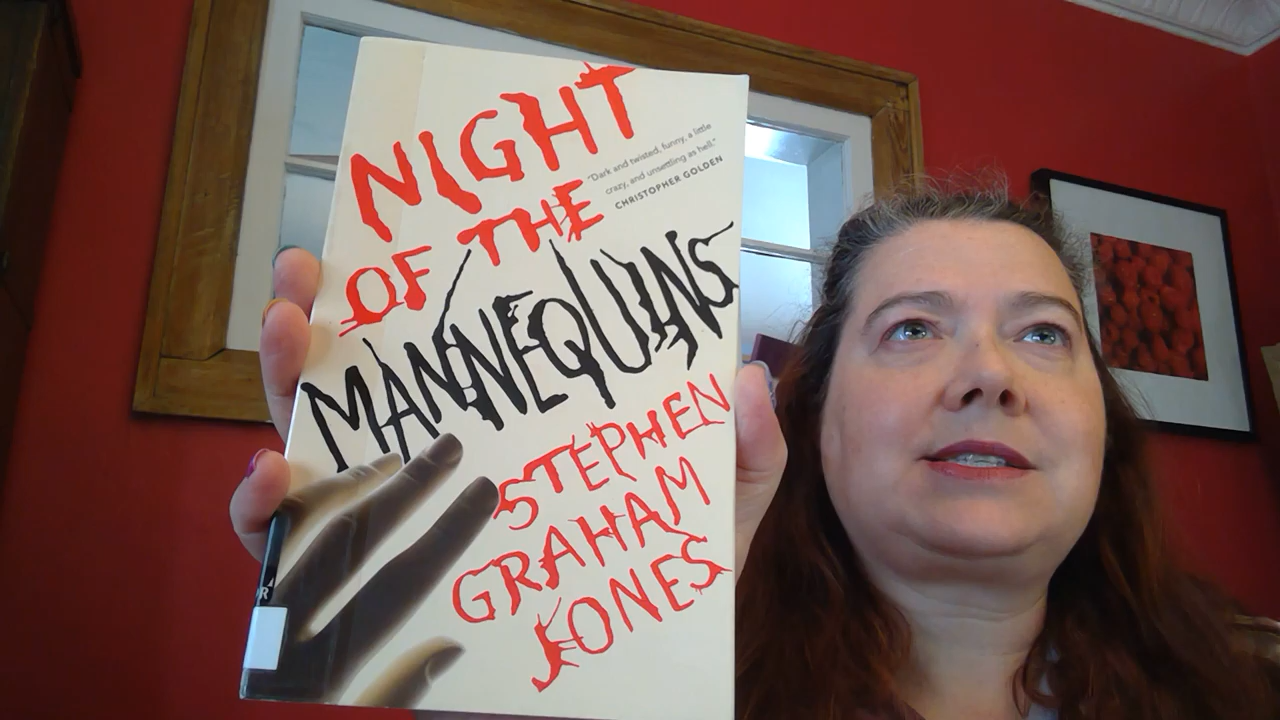 NIGHT
OF THE
"Dark and twisted, funny, a little
crazy, and unsettling as hell."
CHRISTOPHER GOLDEN
MANNEQUINS
STEPHEN
GRAHAM
JONES